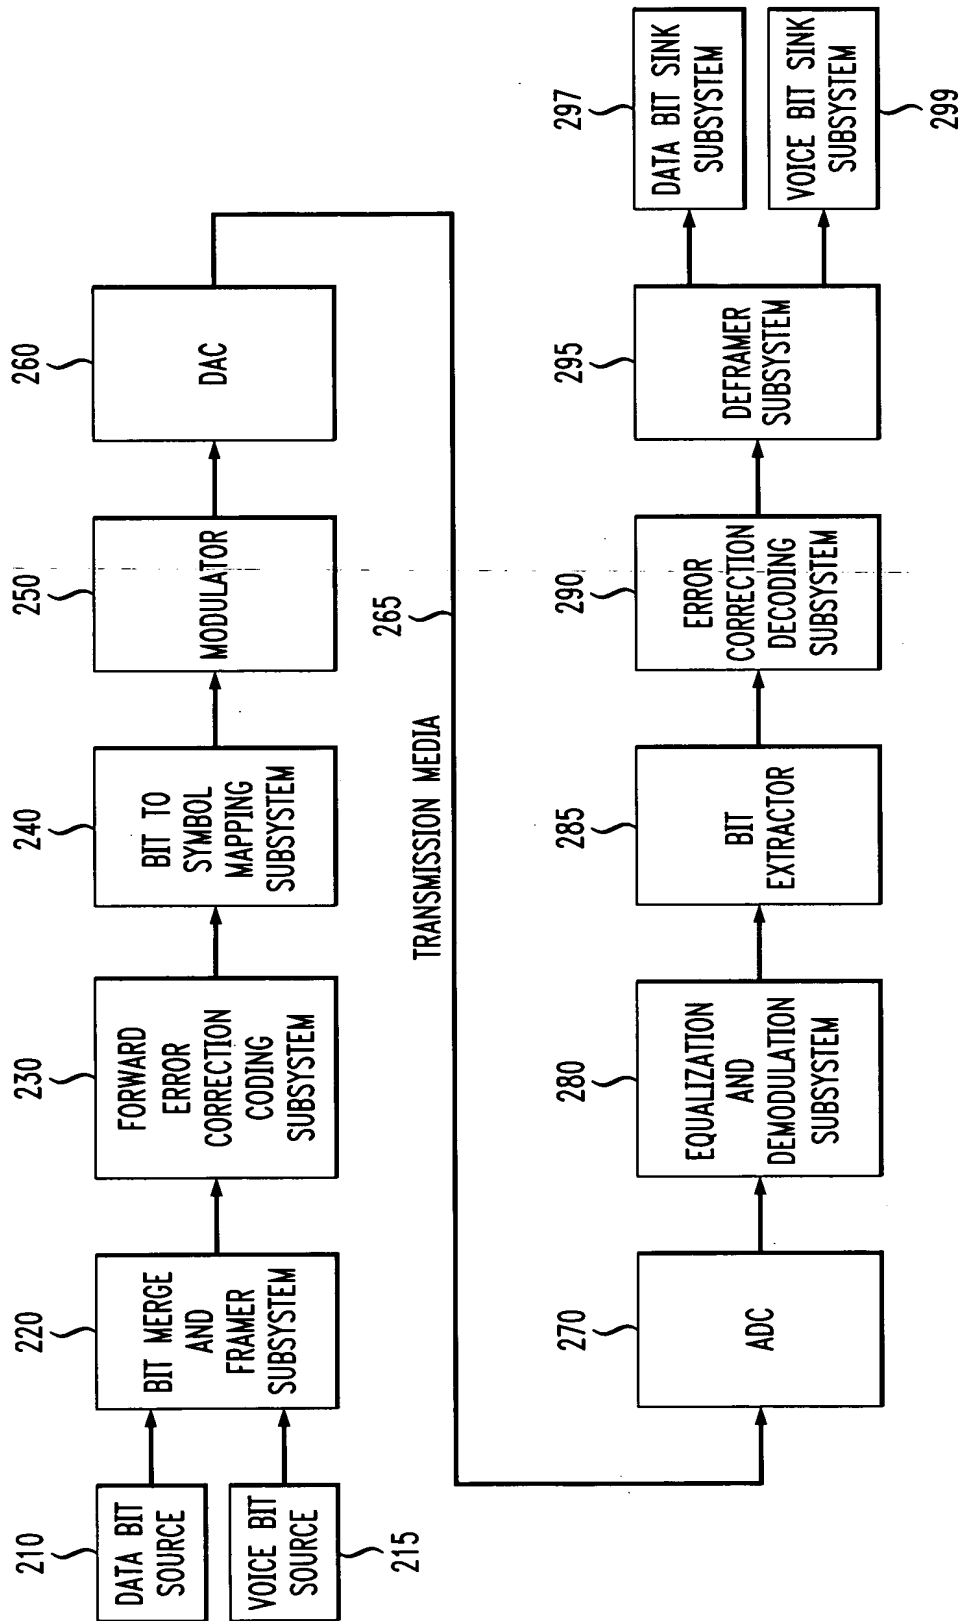 210
DATA BIT
SOURCE
VOICE BIT
SOURCE
215
220
BIT MERGE
AND
FRAMER
SUBSYSTEM
230
FORWARD
ERROR
CORRECTION
CODING
SUBSYSTEM
240
BIT TO
SYMBOL
MAPPING
SUBSYSTEM
250
MODULATOR
260
DAC
265
TRANSMISSION MEDIA
270
ADC
280
EQUALIZATION
AND
DEMODULATION
SUBSYSTEM
285
BIT
EXTRACTOR
290
ERROR
CORRECTION
DECODING
SUBSYSTEM
295
DEFRAMER
SUBSYSTEM
297
DATA BIT SINK
SUBSYSTEM
VOICE BIT SINK
SUBSYSTEM
299